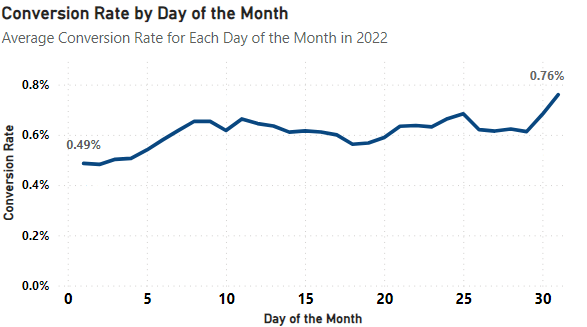 Conversion Rate by Day of the Month
Average Conversion Rate for Each Day of the Month in 2022
0.76%
0.8%
0.6%
0.49%
0.4%
0.2%
0.0%
Conversion Rate
0 5 10 15 20 25 30
Day of the Month